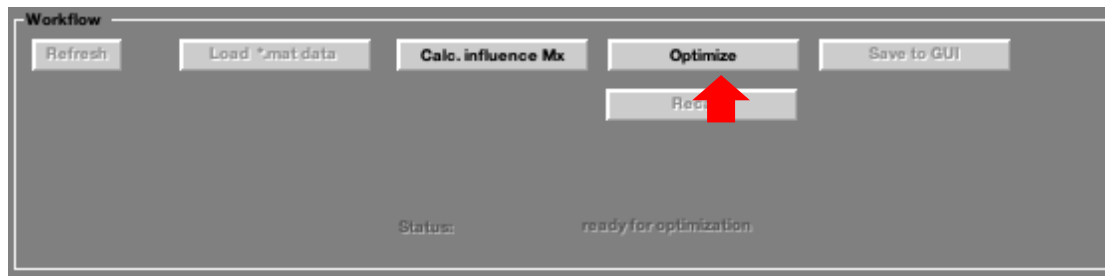 Workflow
Refresh Load *.mat data Calc. influence Mx Optimize Save to GUI
Status: ready for optimization